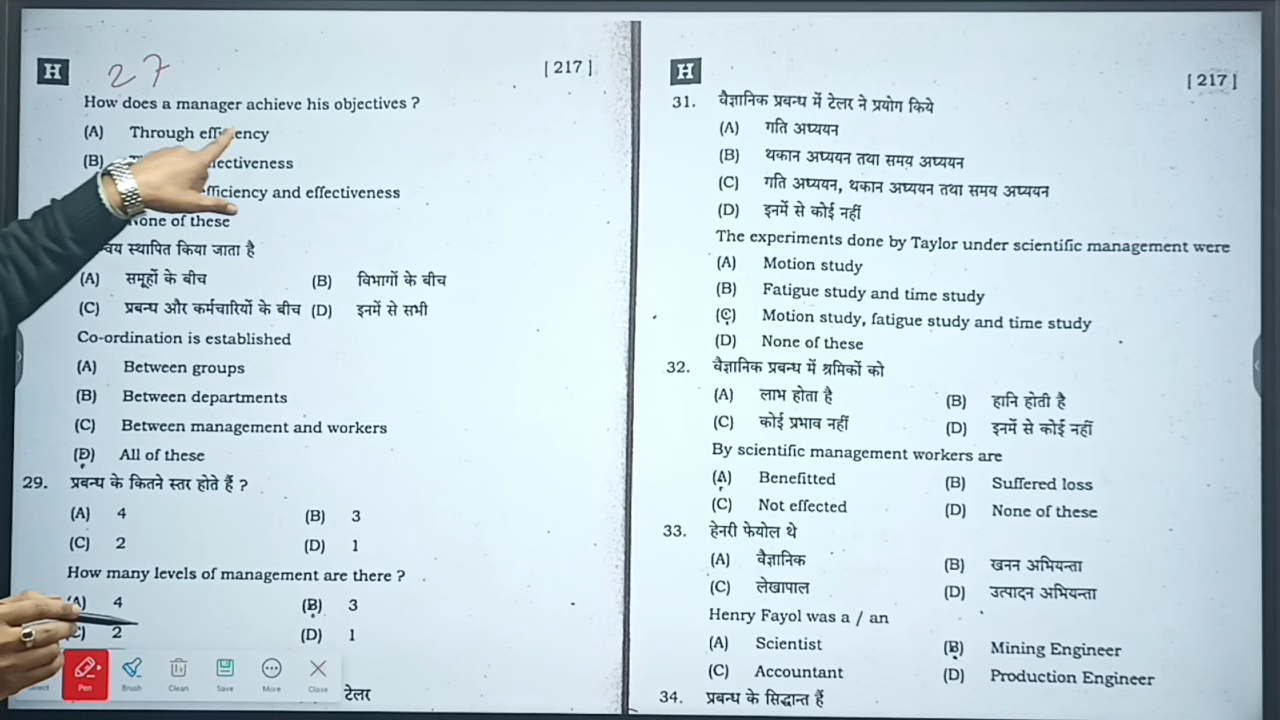 H
27
[ 217 ]
How does a manager achieve his objectives ?
(A) Through efficiency
(B) effectiveness
efficiency and effectiveness
None of these
स्थापित किया जाता है
(A) समूहों के बीच (B) विभागों के बीच
(C) प्रबन्ध और कर्मचारियों के बीच (D) इनमें से सभी
Co-ordination is established
(A) Between groups
(B) Between departments
(C) Between management and workers
(D) All of these
29. प्रबन्ध के कितने स्तर होते हैं ?
(A) 4 (B) 3
(C) 2 (D) 1
How many levels of management are there ?
(A) 4 (B) 3
(C) 2 (D) 1
टेलर
Select Pen Brush Clean Save More Close
H
[ 217 ]
31. वैज्ञानिक प्रबन्ध में टेलर ने प्रयोग किये
(A) गति अध्ययन
(B) थकान अध्ययन तथा समय अध्ययन
(C) गति अध्ययन, थकान अध्ययन तथा समय अध्ययन
(D) इनमें से कोई नहीं
The experiments done by Taylor under scientific management were
(A) Motion study
(B) Fatigue study and time study
(C) Motion study, fatigue study and time study
(D) None of these
32. वैज्ञानिक प्रबन्ध में श्रमिकों को
(A) लाभ होता है (B) हानि होती है
(C) कोई प्रभाव नहीं (D) इनमें से कोई नहीं
By scientific management workers are
(A) Benefitted (B) Suffered loss
(C) Not effected (D) None of these
33. हेनरी फेयोल थे
(A) वैज्ञानिक (B) खनन अभियन्ता
(C) लेखापाल (D) उत्पादन अभियन्ता
Henry Fayol was a / an
(A) Scientist (B) Mining Engineer
(C) Accountant (D) Production Engineer
34. प्रबन्ध के सिद्धान्त हैं